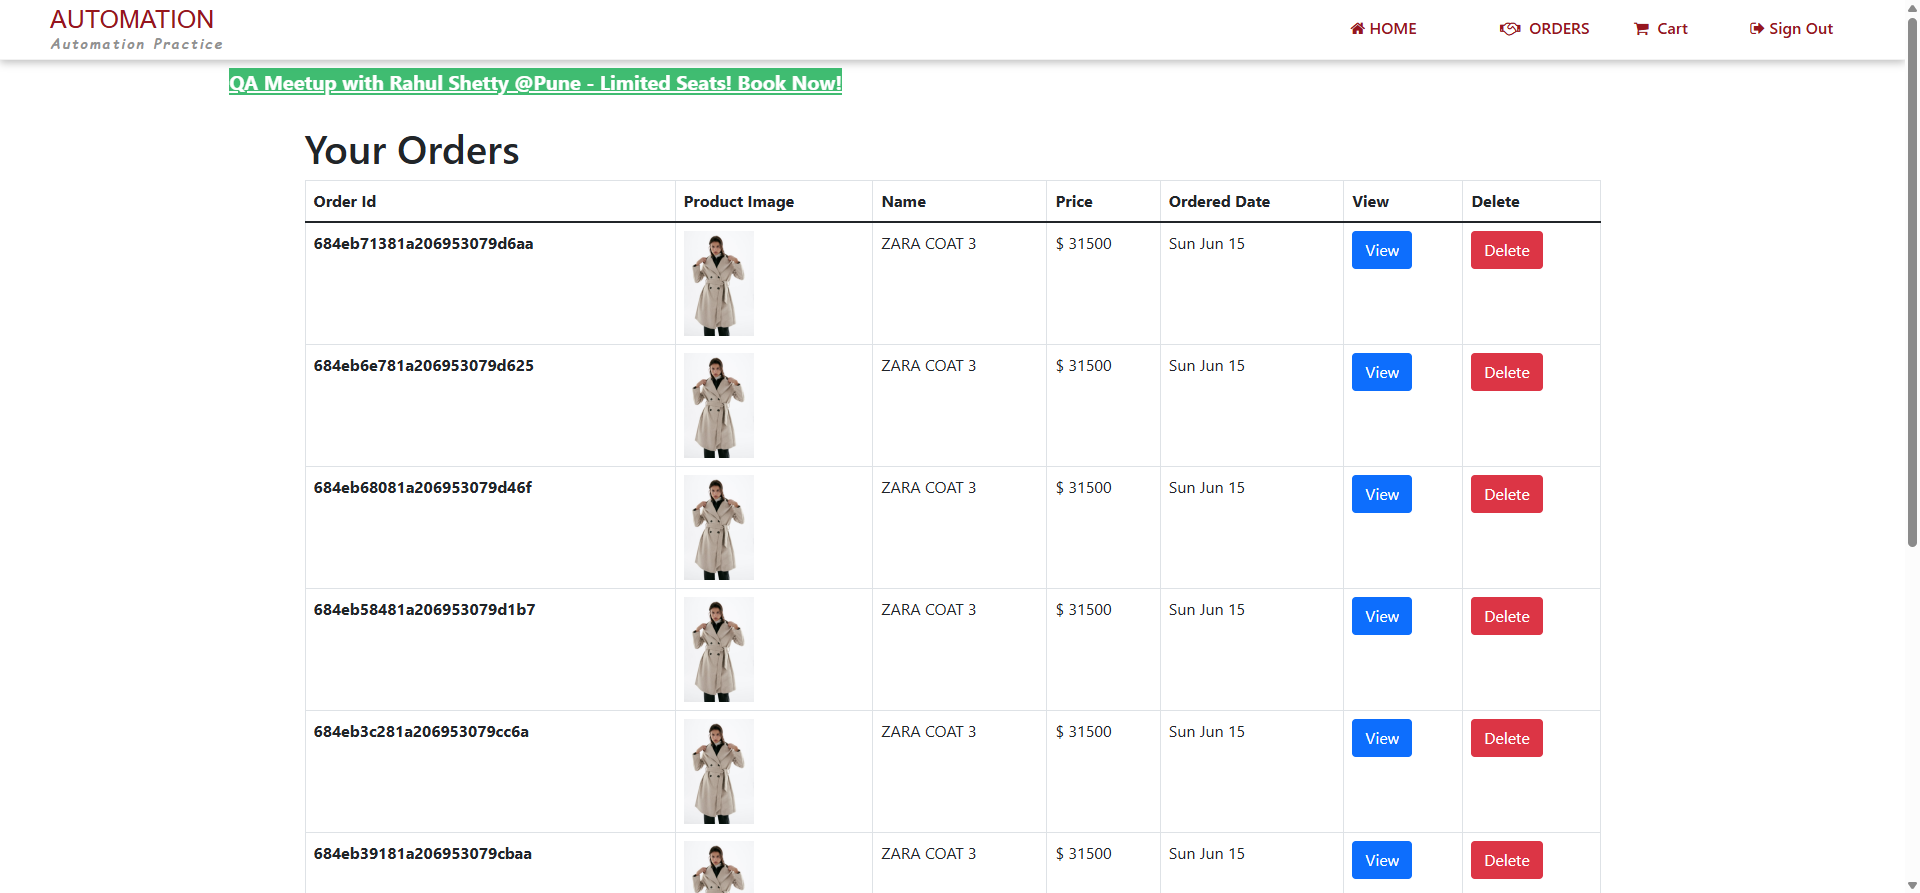 AUTOMATION
Automation Practice
HOME ORDERS Cart Sign Out
QA Meetup with Rahul Shetty @Pune - Limited Seats! Book Now!
Your Orders
Order Id Product Image Name Price Ordered Date View Delete
684eb71381a206953079d6aa ZARA COAT 3 $ 31500 Sun Jun 15 View Delete
684eb6e781a206953079d625 ZARA COAT 3 $ 31500 Sun Jun 15 View Delete
684eb68081a206953079d46f ZARA COAT 3 $ 31500 Sun Jun 15 View Delete
684eb58481a206953079d1b7 ZARA COAT 3 $ 31500 Sun Jun 15 View Delete
684eb3c281a206953079cc6a ZARA COAT 3 $ 31500 Sun Jun 15 View Delete
684eb39181a206953079cbaa ZARA COAT 3 $ 31500 Sun Jun 15 View Delete